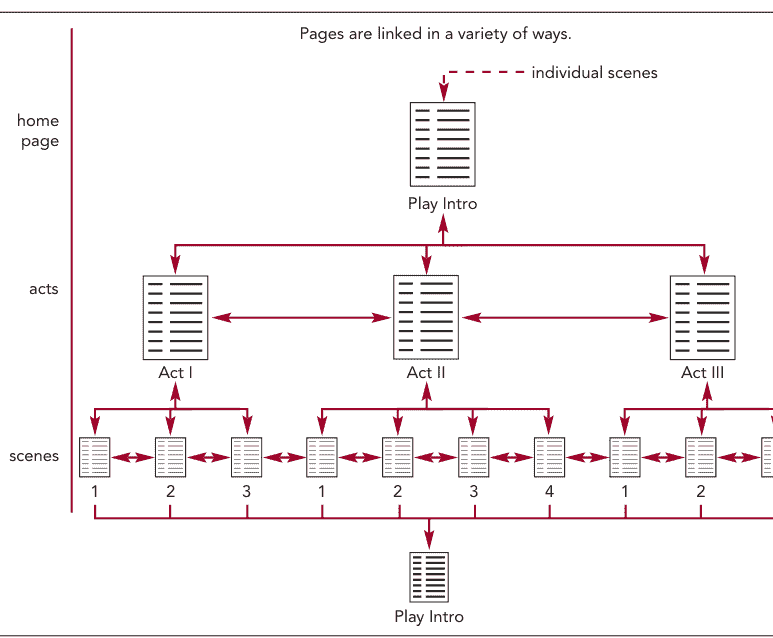 Pages are linked in a variety of ways.
individual scenes
home
page
Play Intro
acts
Act I
Act II
Act III
scenes
1 2 3 1 2 3 4 1 2
Play Intro